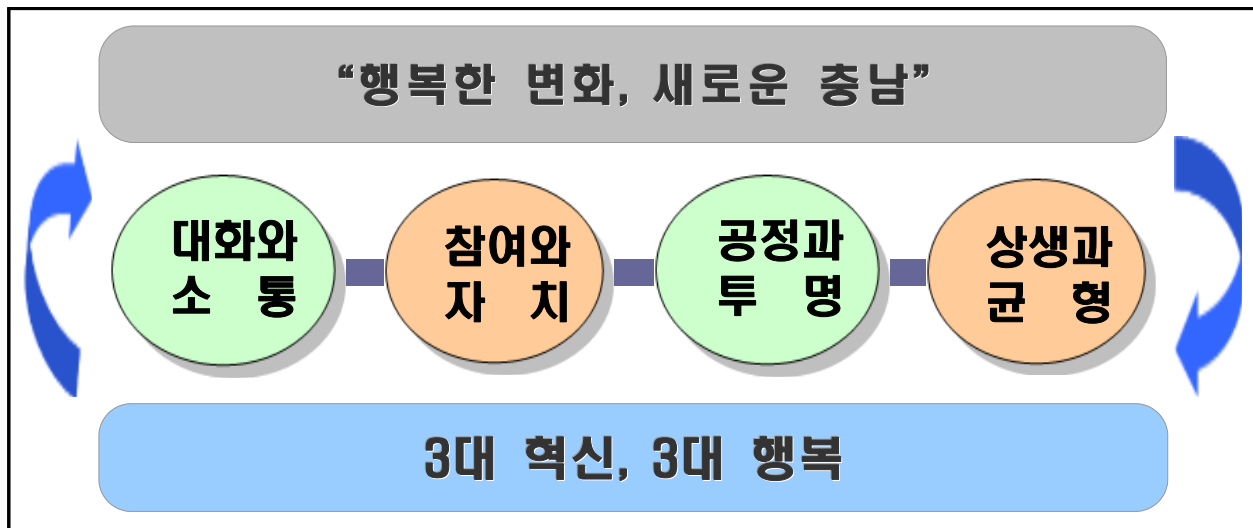 “행복한 변화, 새로운 충남”
대화와
소 통
참여와
자 치
공정과
투 명
상생과
균 형
3대 혁신, 3대 행복